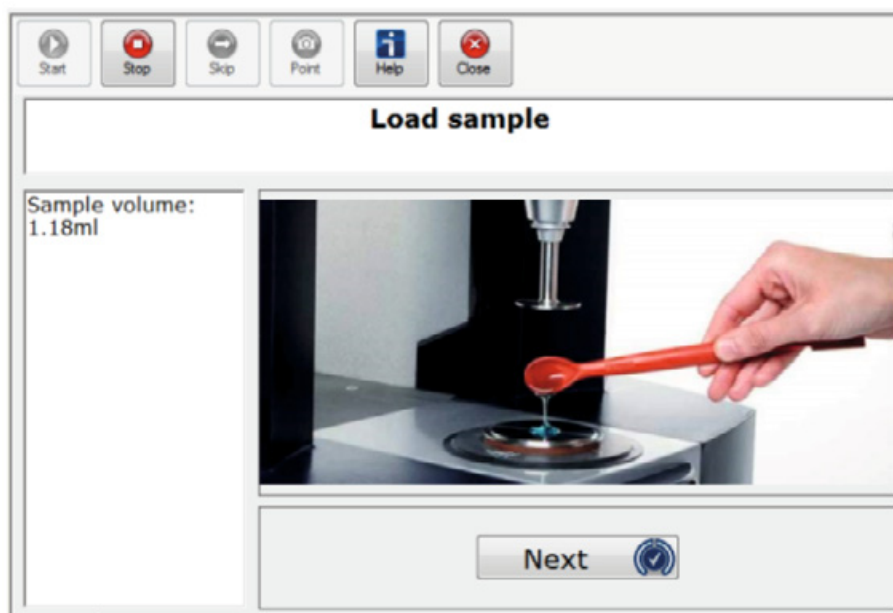 Start
Stop
Skip
Point
Help
Close
Load sample
Sample volume:
1.18ml
Next